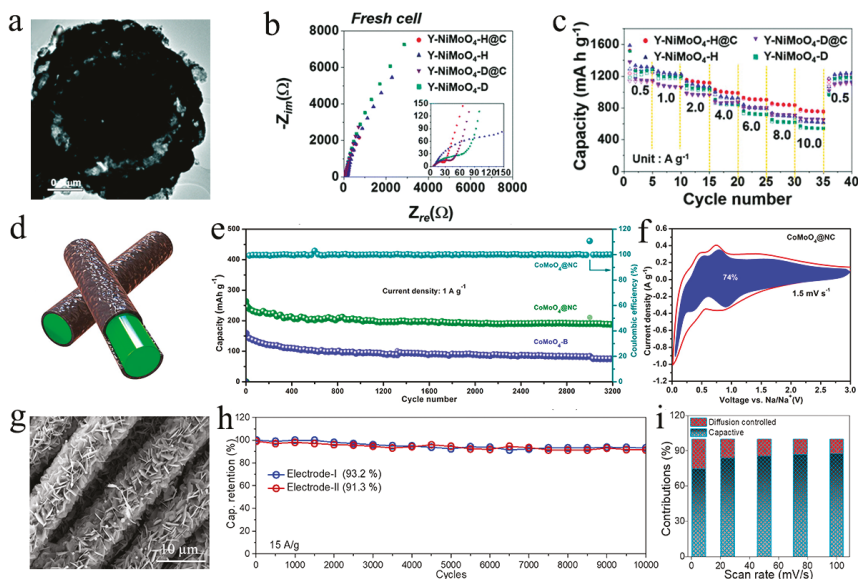 a
0.5 μm
b
Fresh cell
Y-NiMoO₄-H@C
Y-NiMoO₄-H
Y-NiMoO₄-D@C
Y-NiMoO₄-D
-Zim(Ω)
8000
6000
4000
2000
0
150
120
90
60
30
0
0 30 60 90 120 150
0 2000 4000 6000 8000
Zre(Ω)
c
Capacity (mA h g⁻¹)
1600
1200
800
400
0
Y-NiMoO₄-H@C
Y-NiMoO₄-D@C
Y-NiMoO₄-H
Y-NiMoO₄-D
0.5
1.0
2.0
4.0
6.0
8.0
10.0
0.5
Unit : A g⁻¹
0 5 10 15 20 25 30 35 40
Cycle number
d
e
Capacity (mAh g⁻¹)
500
400
300
200
100
0
CoMoO₄@NC
Current density: 1 A g⁻¹
CoMoO₄@NC
CoMoO₄-B
120
100
80
60
40
20
0
Coulombic efficiency (%)
0 400 800 1200 1600 2000 2400 2800 3200
Cycle number
f
Current density (A g⁻¹)
0.6
0.4
0.2
0.0
-0.2
-0.4
-0.6
-0.8
-1.0
-1.2
CoMoO₄@NC
74%
1.5 mV s⁻¹
0.0 0.5 1.0 1.5 2.0 2.5 3.0
Voltage vs. Na/Na⁺(V)
g
10 μm
h
Cap. retention (%)
120
100
80
60
40
20
0
Electrode-I (93.2 %)
Electrode-II (91.3 %)
15 A/g
0 1000 2000 3000 4000 5000 6000 7000 8000 9000 10000
Cycles
i
Contributions (%)
120
90
60
30
0
Diffusion controlled
Capactive
0 20 40 60 80 100
Scan rate (mV/s)